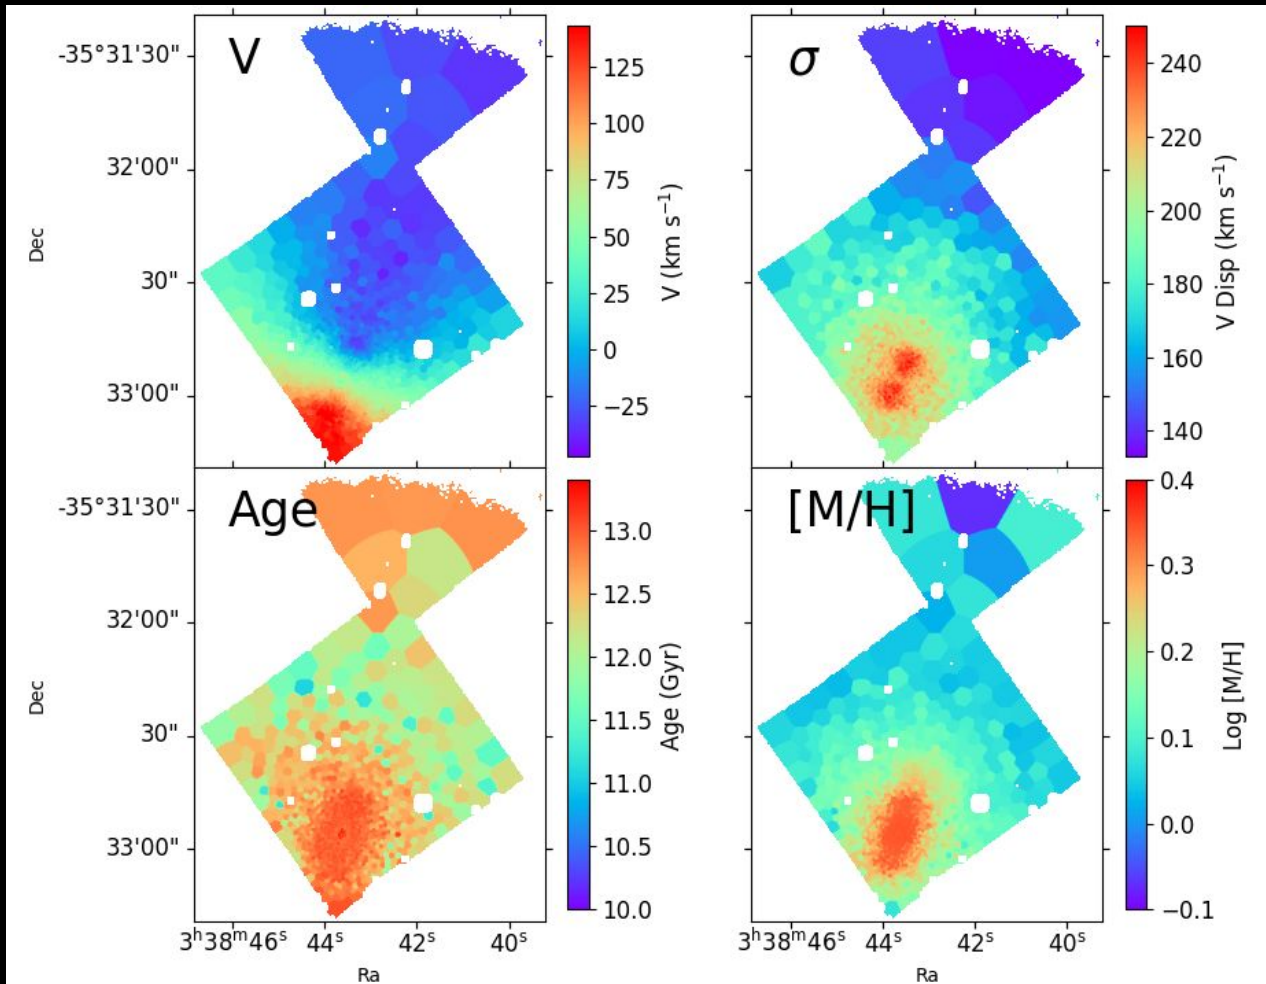 V
σ
-35°31'30"
32'00"
30"
33'00"
Dec
125
100
75
50
25
0
−25
V (km s⁻¹)
240
220
200
180
160
140
V Disp (km s⁻¹)
Age
[M/H]
-35°31'30"
32'00"
30"
33'00"
Dec
13.0
12.5
12.0
11.5
11.0
10.5
10.0
Age (Gyr)
0.4
0.3
0.2
0.1
0.0
−0.1
Log [M/H]
3ʰ38ᵐ46ˢ 44ˢ 42ˢ 40ˢ
Ra
3ʰ38ᵐ46ˢ 44ˢ 42ˢ 40ˢ
Ra